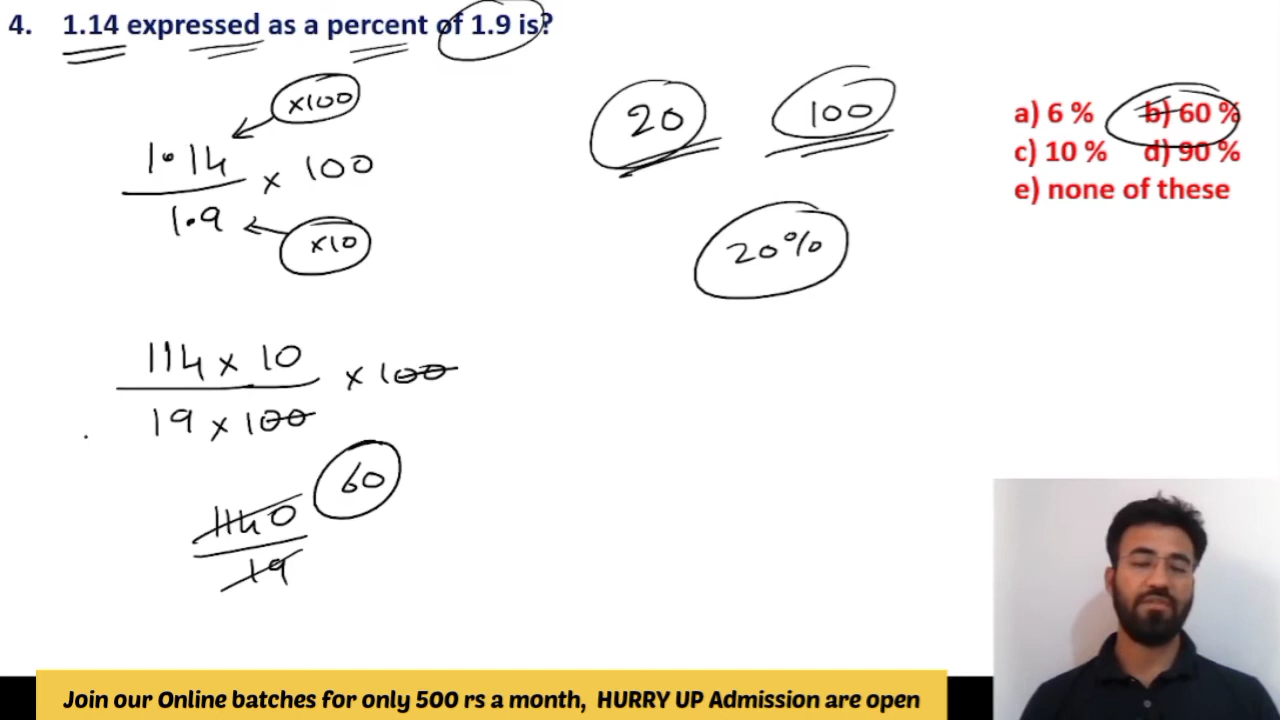 4. 1.14 expressed as a percent of 1.9 is?
×100
1.14 × 100
1.9
×10
20 100
20%
a) 6 % b) 60 %
c) 10 % d) 90 %
e) none of these
114 × 10 × 100
19 × 100
60
1140
19
Join our Online batches for only 500 rs a month, HURRY UP Admission are open